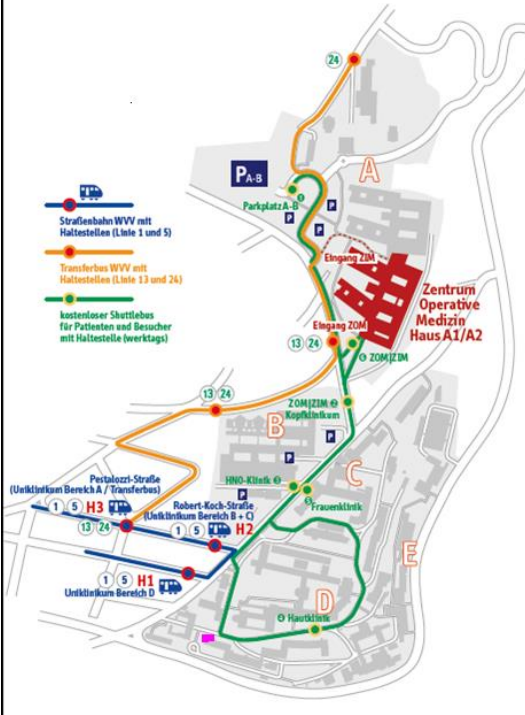 24
A
P A-B
Parkplatz A-B
P
P
P
Straßenbahn WVV mit
Haltestellen (Linie 1 und 5)
Transferbus WVV mit
Haltestellen (Linie 13 und 24)
kostenloser Shuttlebus
für Patienten und Besucher
mit Haltestelle (werktags)
Eingang ZIM
Zentrum
Operative
Medizin
Haus A1/A2
Eingang ZOM
13 24
ZOM|ZIM
13 24
ZOM|ZIM
Kopfklinikum
B
P
P
C
Pestalozzi-Straße
(Uniklinikum Bereich A / Transferbus)
1 5 H3
13 24
HNO-Klinik
P
Frauenklinik
Robert-Koch-Straße
(Uniklinikum Bereich B + C)
1 5 H2
E
1 5 H1
Uniklinikum Bereich D
D
Hautklinik